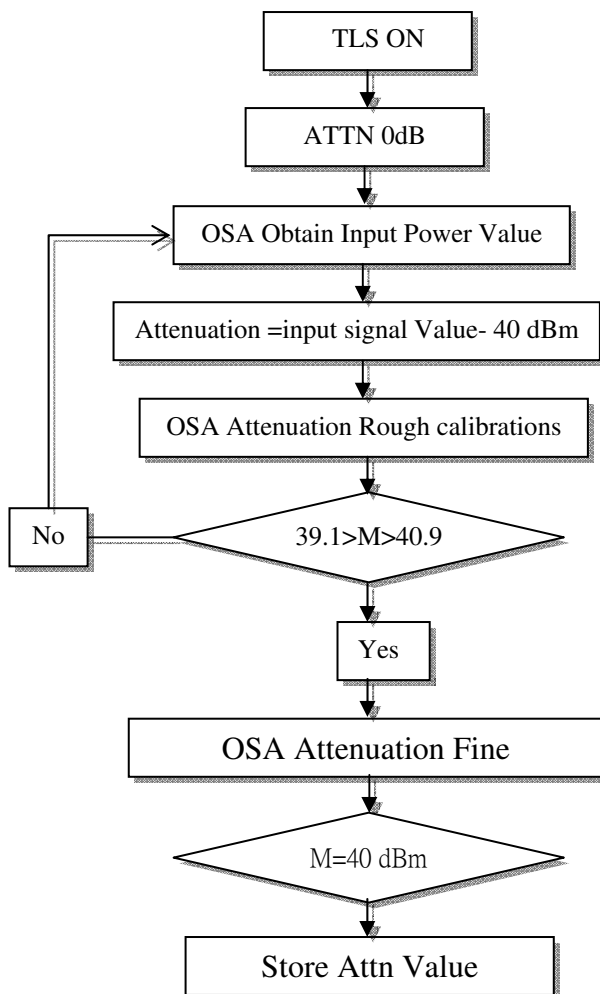 TLS ON
ATTN 0dB
OSA Obtain Input Power Value
Attenuation =input signal Value- 40 dBm
OSA Attenuation Rough calibrations
39.1>M>40.9
No
Yes
OSA Attenuation Fine
M=40 dBm
Store Attn Value